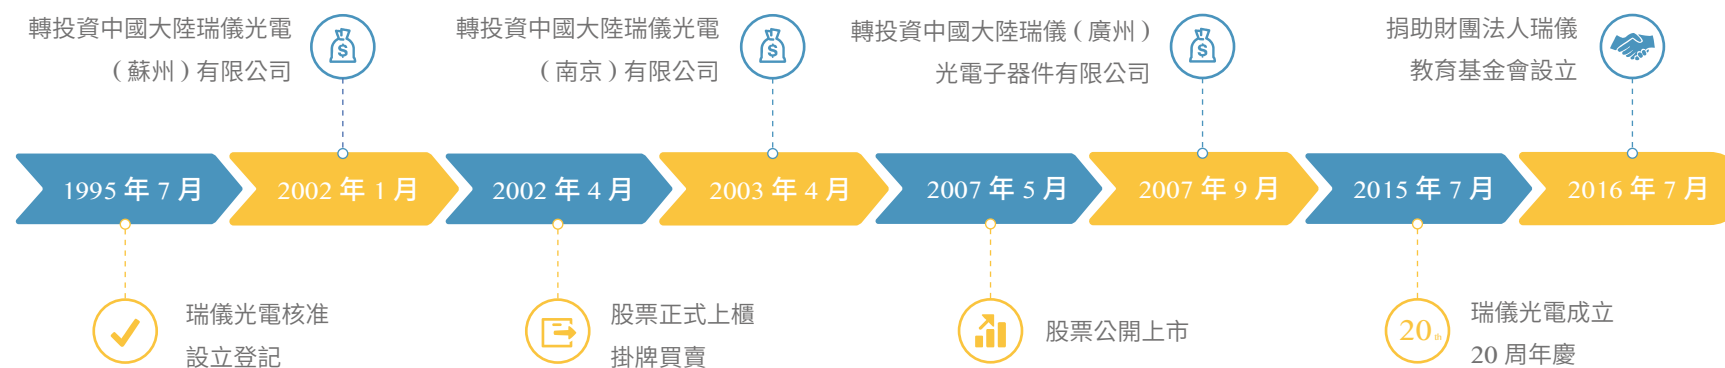 轉投資中國大陸瑞儀光電
(蘇州)有限公司
轉投資中國大陸瑞儀光電
(南京)有限公司
轉投資中國大陸瑞儀(廣州)
光電子器件有限公司
捐助財團法人瑞儀
教育基金會設立
1995 年 7 月
2002 年 1 月
2002 年 4 月
2003 年 4 月
2007 年 5 月
2007 年 9 月
2015 年 7 月
2016 年 7 月
瑞儀光電核准
設立登記
股票正式上櫃
掛牌買賣
股票公開上市
20 th
瑞儀光電成立
20 周年慶